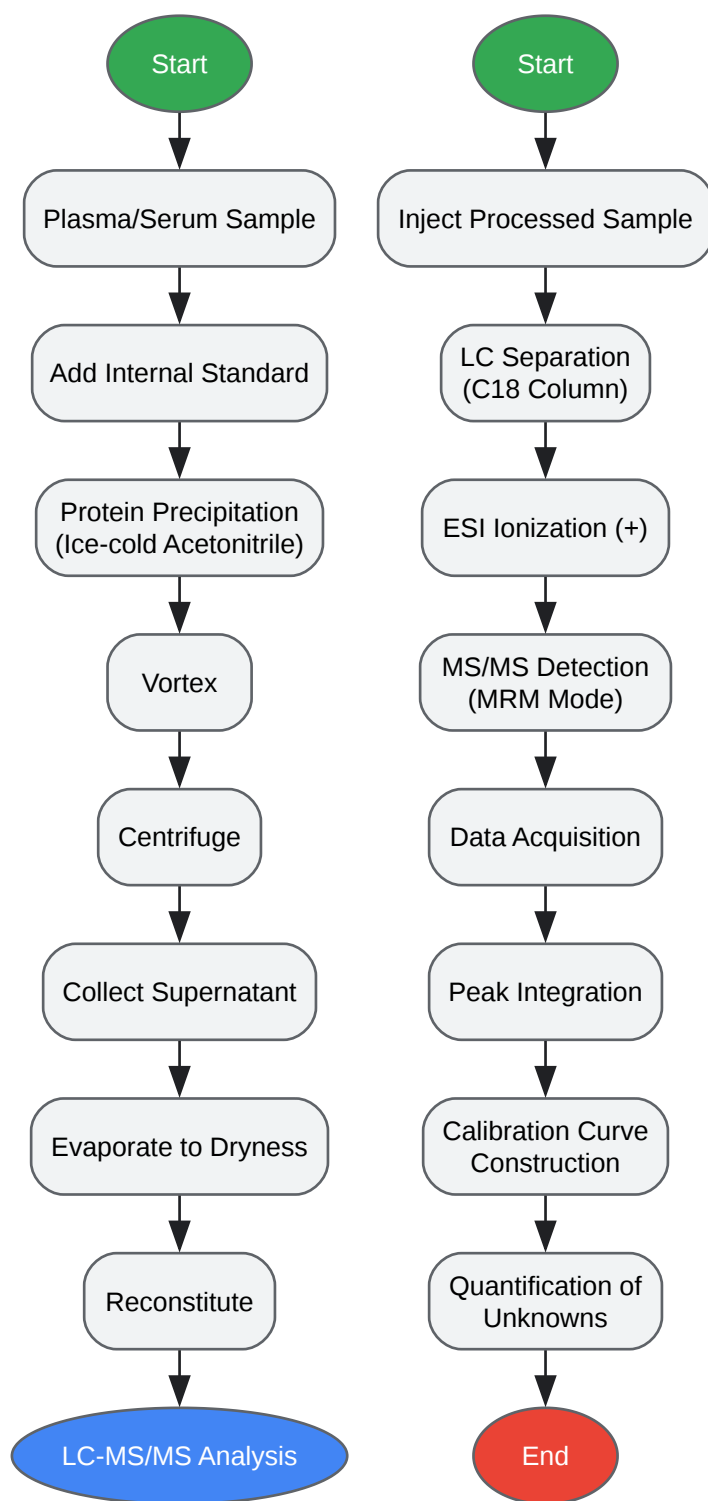 Start
Plasma/Serum Sample
Add Internal Standard
Protein Precipitation
(Ice-cold Acetonitrile)
Vortex
Centrifuge
Collect Supernatant
Evaporate to Dryness
Reconstitute
LC-MS/MS Analysis
Start
Inject Processed Sample
LC Separation
(C18 Column)
ESI Ionization (+)
MS/MS Detection
(MRM Mode)
Data Acquisition
Peak Integration
Calibration Curve
Construction
Quantification of
Unknowns
End